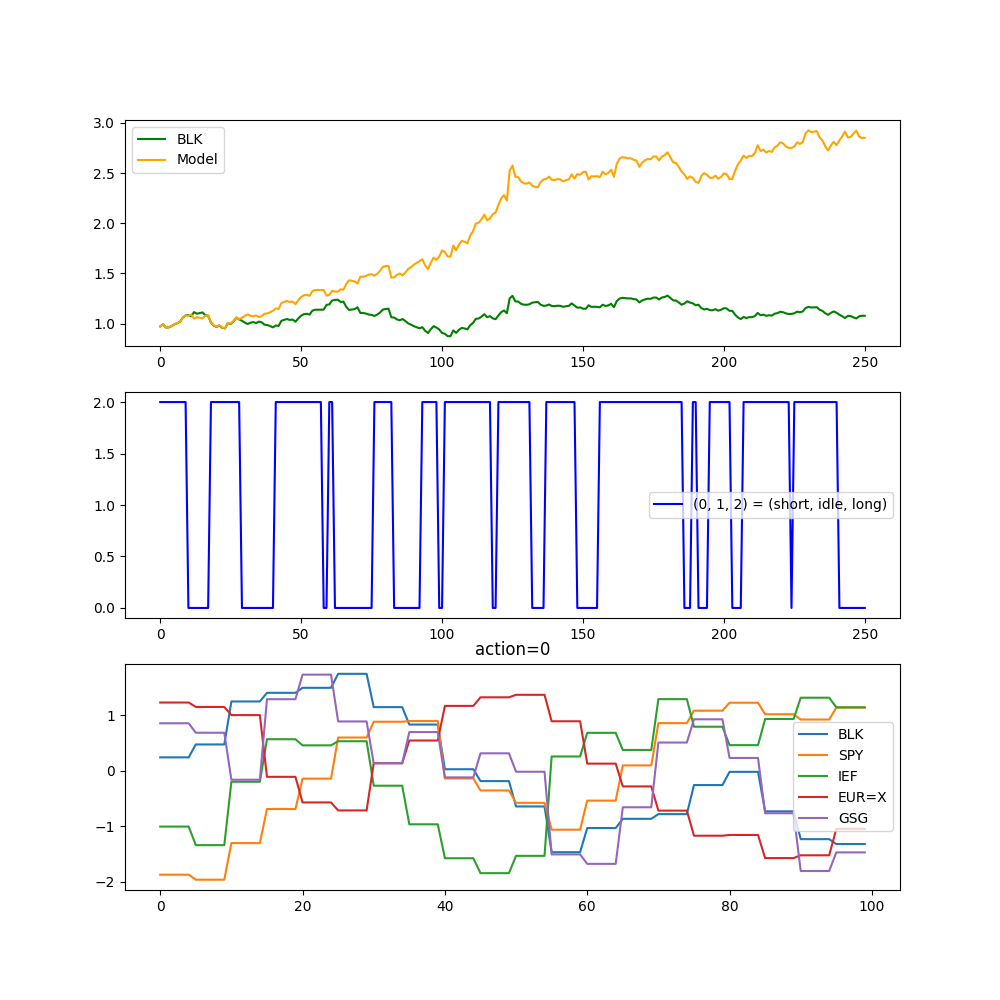 3.0
2.5
2.0
1.5
1.0
BLK
Model
0 50 100 150 200 250
2.0
1.5
1.0
0.5
0.0
(0, 1, 2) = (short, idle, long)
0 50 100 150 200 250
action=0
1
0
−1
−2
BLK
SPY
IEF
EUR=X
GSG
0 20 40 60 80 100